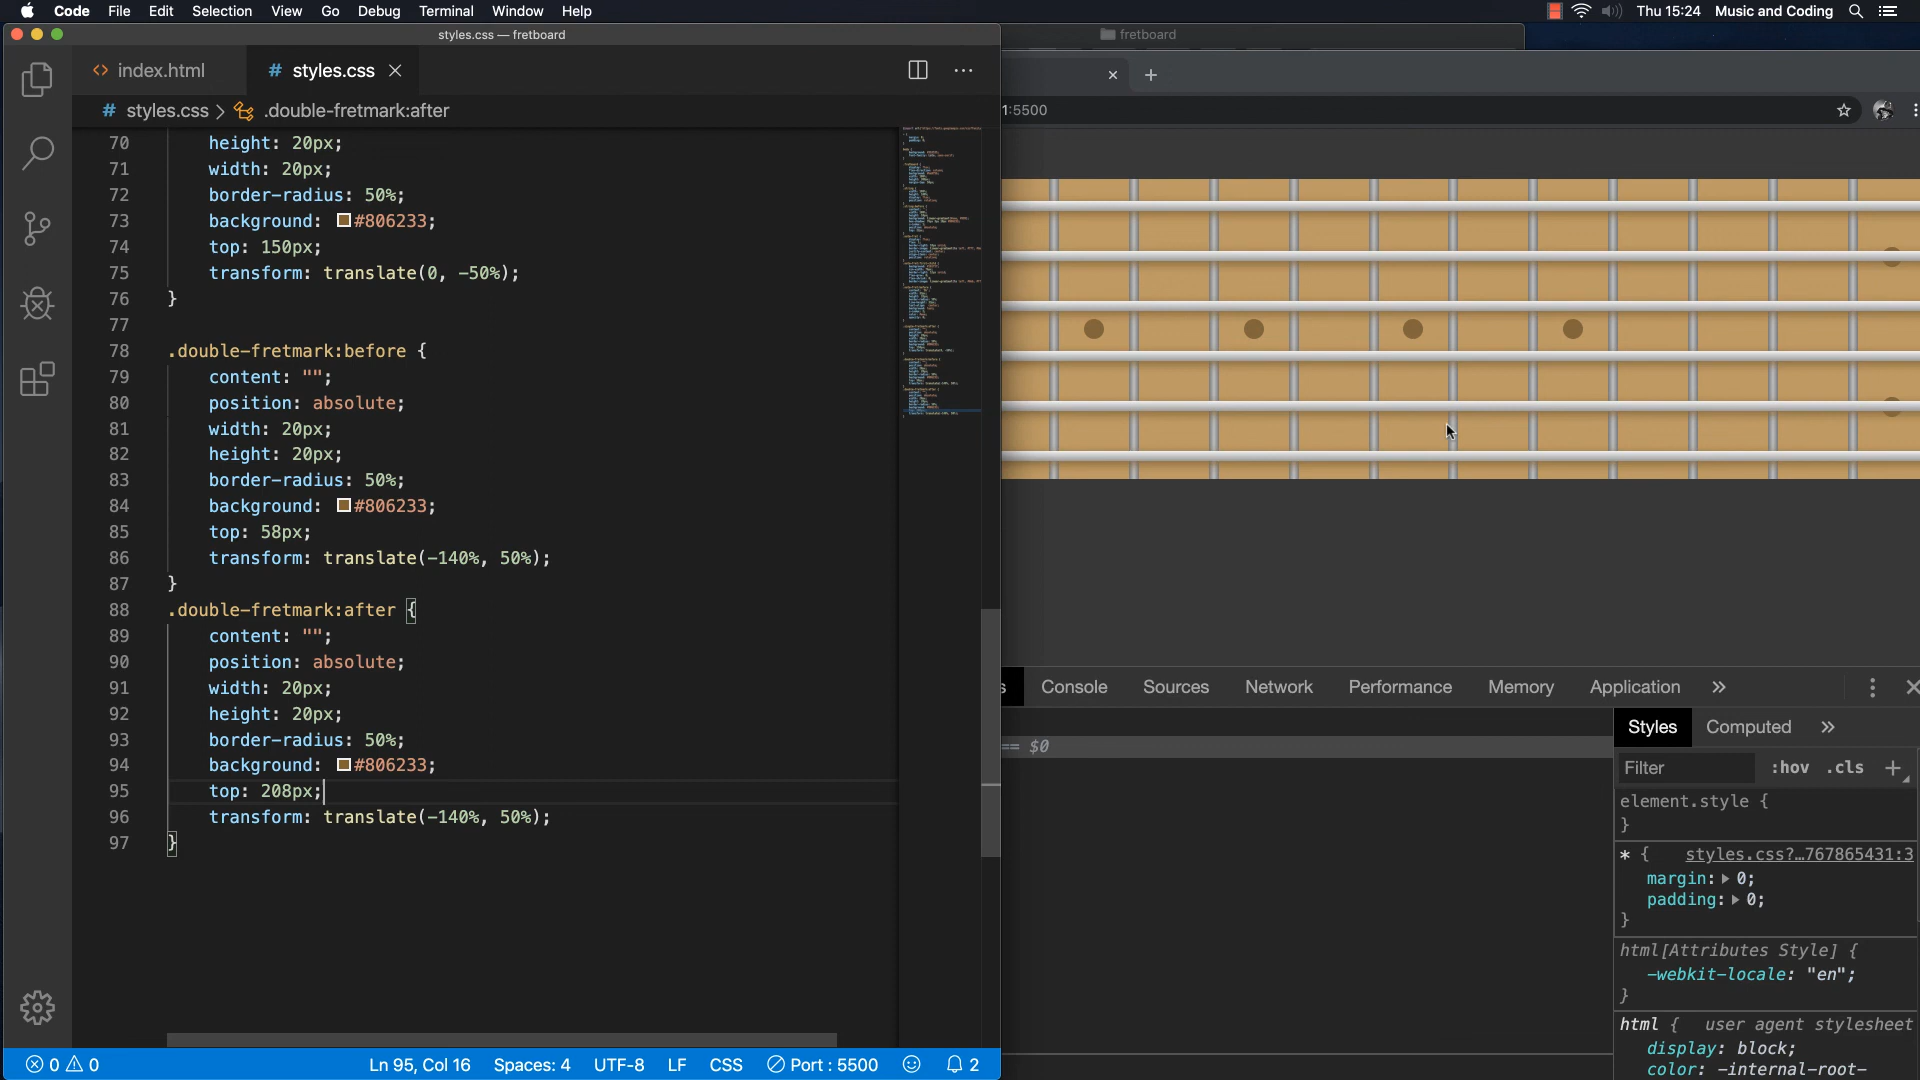 Code File Edit Selection View Go Debug Terminal Window Help
Thu 15:24 Music and Coding
styles.css — fretboard
fretboard
index.html
# styles.css
# styles.css > .double-fretmark:after
1:5500
70 height: 20px;
71 width: 20px;
72 border-radius: 50%;
73 background: #806233;
74 top: 150px;
75 transform: translate(0, -50%);
76 }
77
78 .double-fretmark:before {
79 content: "";
80 position: absolute;
81 width: 20px;
82 height: 20px;
83 border-radius: 50%;
84 background: #806233;
85 top: 58px;
86 transform: translate(-140%, 50%);
87 }
88 .double-fretmark:after {
89 content: "";
90 position: absolute;
91 width: 20px;
92 height: 20px;
93 border-radius: 50%;
94 background: #806233;
95 top: 208px;
96 transform: translate(-140%, 50%);
97 }
0 0
Ln 95, Col 16 Spaces: 4 UTF-8 LF CSS Port : 5500 2
s Console Sources Network Performance Memory Application »
== $0
Styles Computed »
Filter :hov .cls +
element.style {
}
* { styles.css?…767865431:3
margin: 0;
padding: 0;
}
html[Attributes Style] {
-webkit-locale: "en";
}
html { user agent stylesheet
display: block;
color: -internal-root-